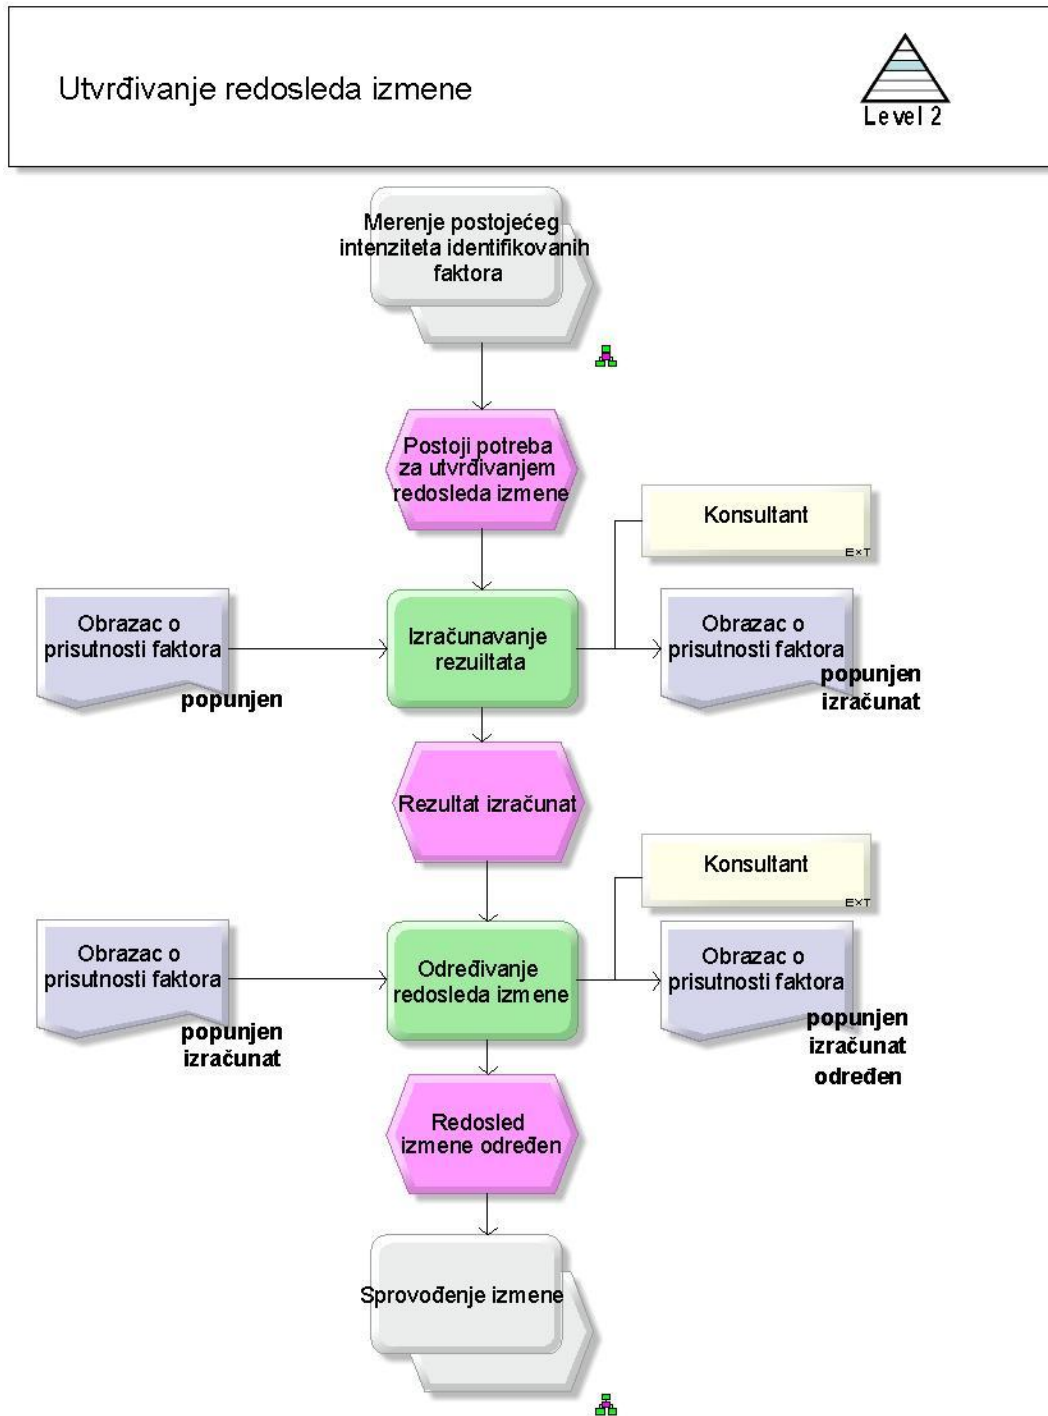 Utvrđivanje redosleda izmene
Level 2
Merenje postojećeg
intenziteta identifikovanih
faktora
Postoji potreba
za utvrđivanjem
redosleda izmene
Konsultant
EXT
Obrazac o
prisutnosti faktora
popunjen
Izračunavanje
rezuiltata
Obrazac o
prisutnosti faktora
popunjen
izračunat
Rezultat izračunat
Konsultant
EXT
Obrazac o
prisutnosti faktora
popunjen
izračunat
Određivanje
redosleda izmene
Obrazac o
prisutnosti faktora
popunjen
izračunat
određen
Redosled
izmene određen
Sprovođenje izmene